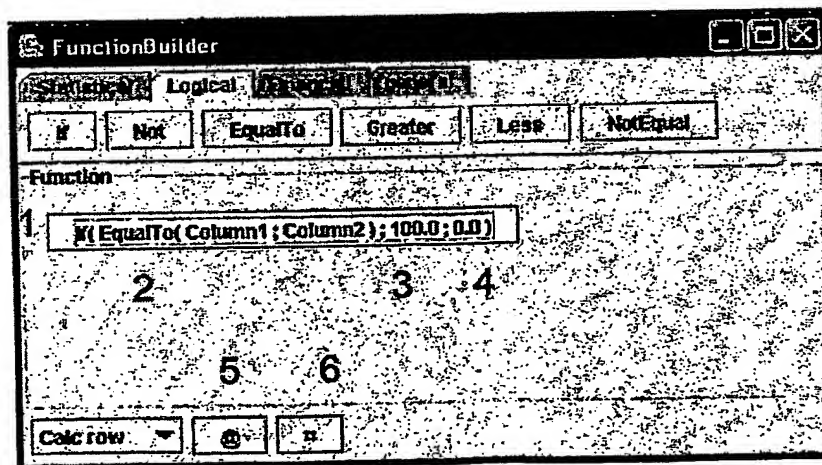 FunctionBuilder
Logical
If Not EqualTo Greater Less NotEqual
Function
1
If( EqualTo( Column1 ; Column2 ) ; 100.0 ; 0.0 )
2 3 4
5 6
Calc row @ ¤